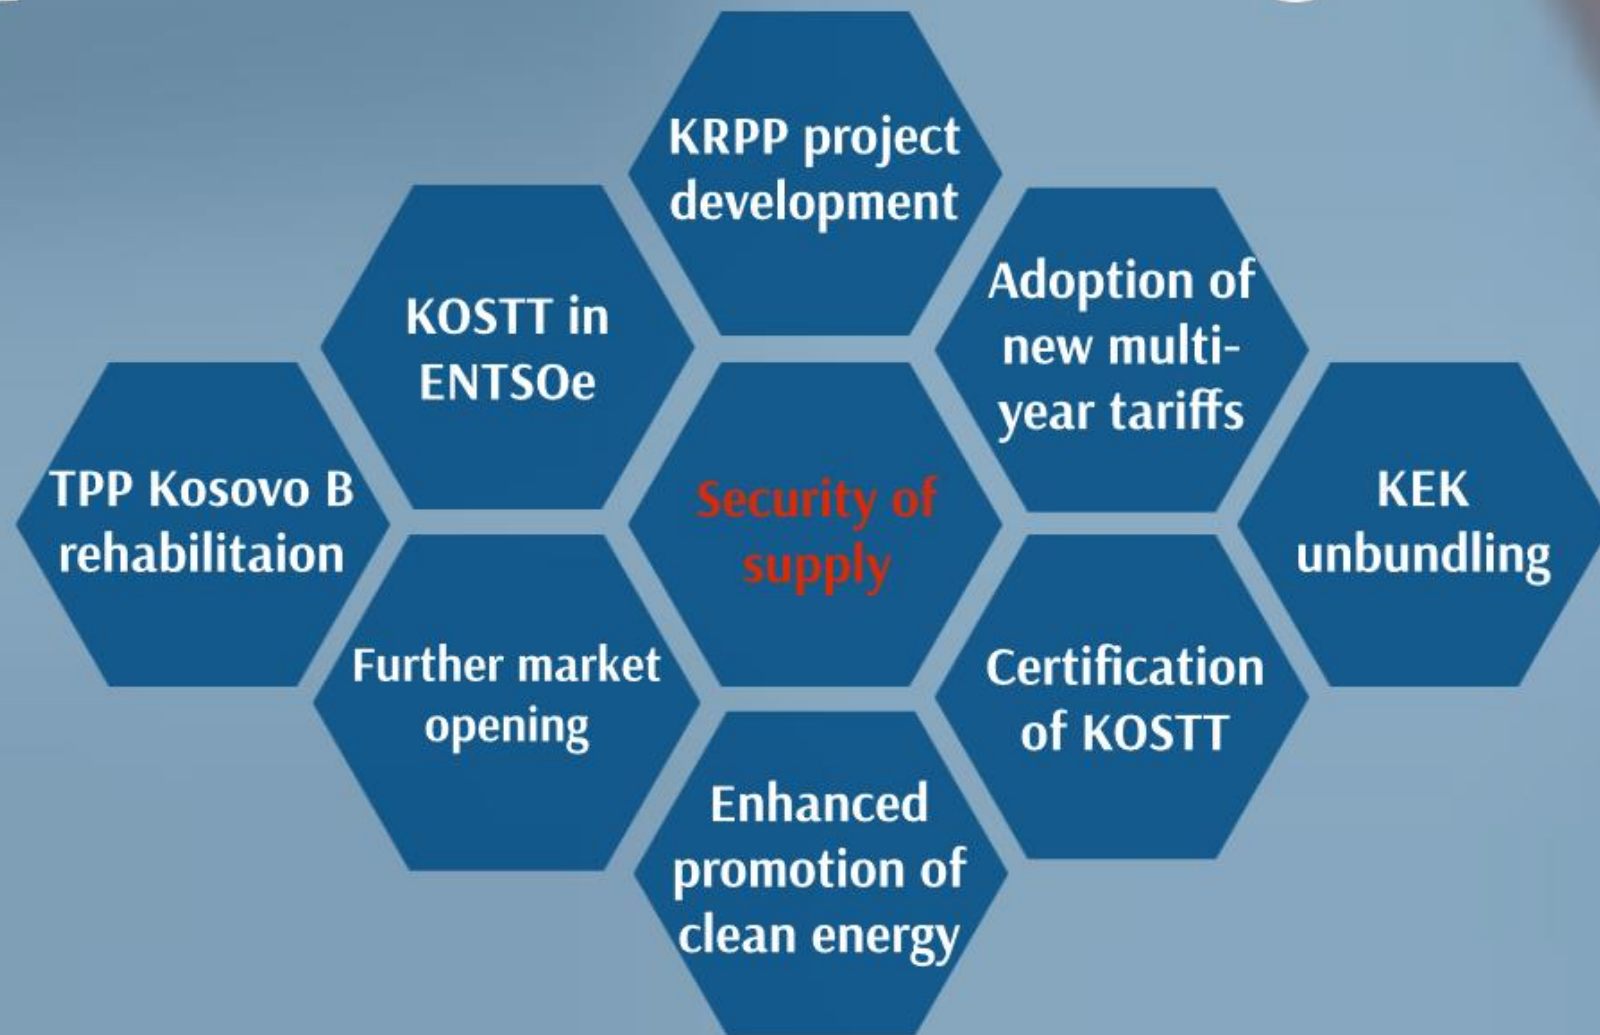 KRPP project
development
KOSTT in
ENTSOe
Adoption of
new multi-
year tariffs
TPP Kosovo B
rehabilitaion
Security of
supply
KEK
unbundling
Further market
opening
Certification
of KOSTT
Enhanced
promotion of
clean energy